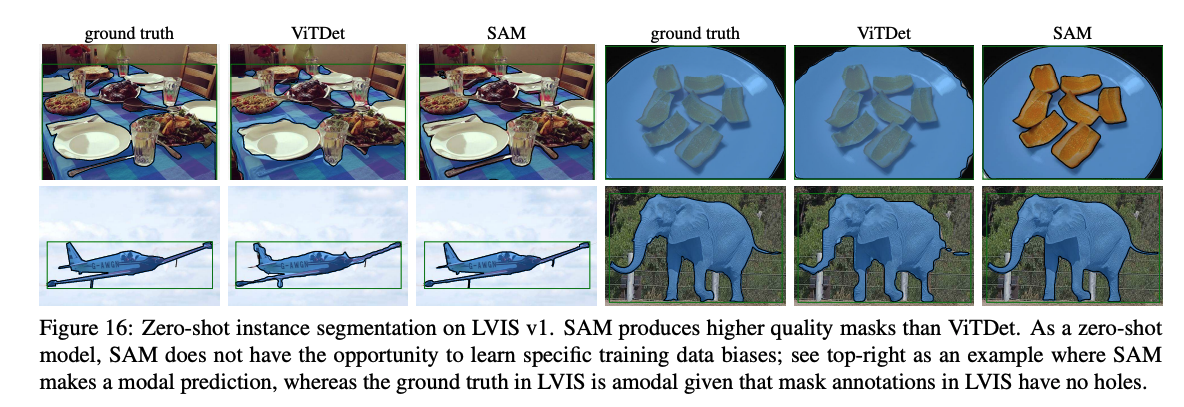 ground truth ViTDet SAM ground truth ViTDet SAM
G-AWGN G-AWGN G-AWGN
Figure 16: Zero-shot instance segmentation on LVIS v1. SAM produces higher quality masks than ViTDet. As a zero-shot
model, SAM does not have the opportunity to learn specific training data biases; see top-right as an example where SAM
makes a modal prediction, whereas the ground truth in LVIS is amodal given that mask annotations in LVIS have no holes.